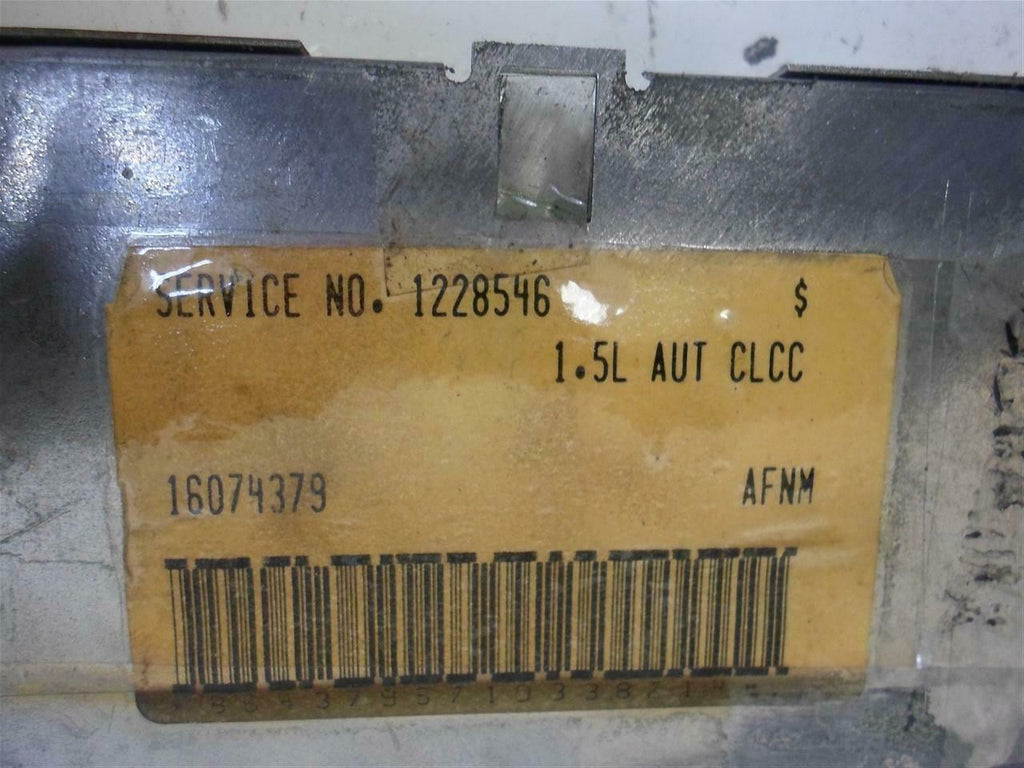 SERVICE NO. 1228546 $
1.5L AUT CLCC
16074379 AFNM